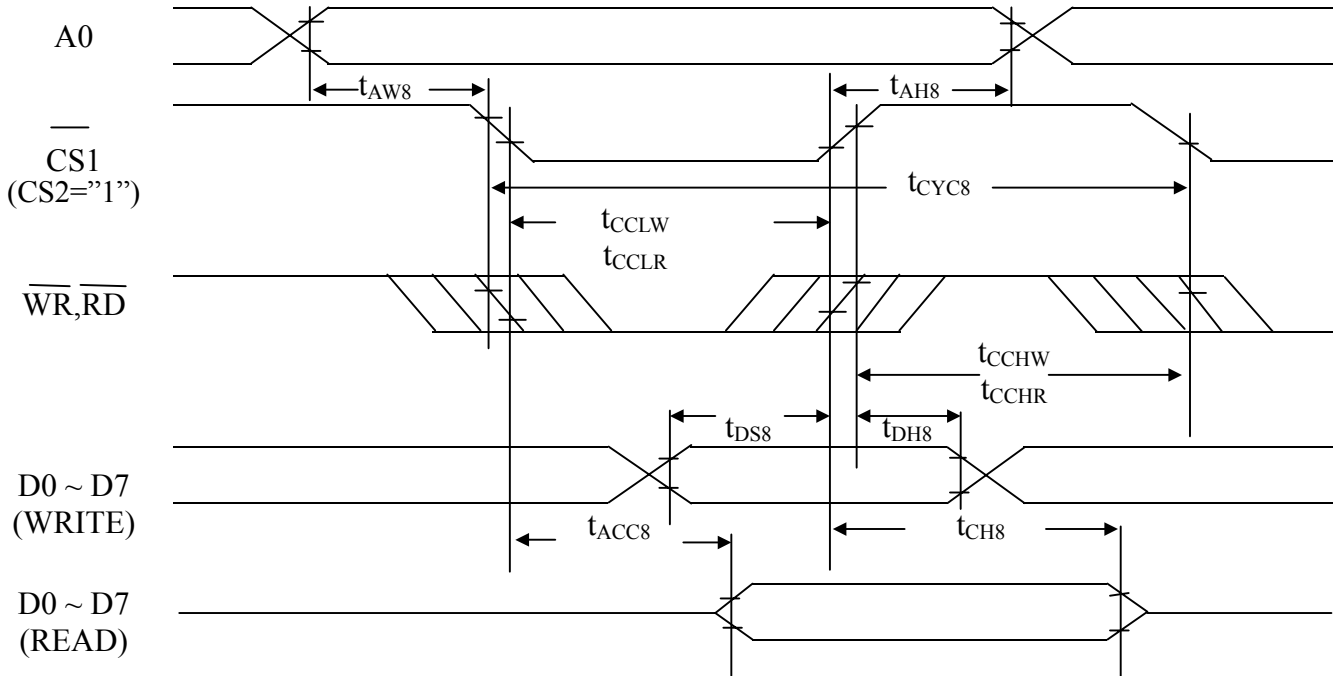 A0
tAW8
tAH8
CS1
(CS2=”1”)
tCYC8
tCCLW
tCCLR
WR,RD
tCCHW
tCCHR
tDS8
tDH8
D0 ~ D7
(WRITE)
tACC8
tCH8
D0 ~ D7
(READ)